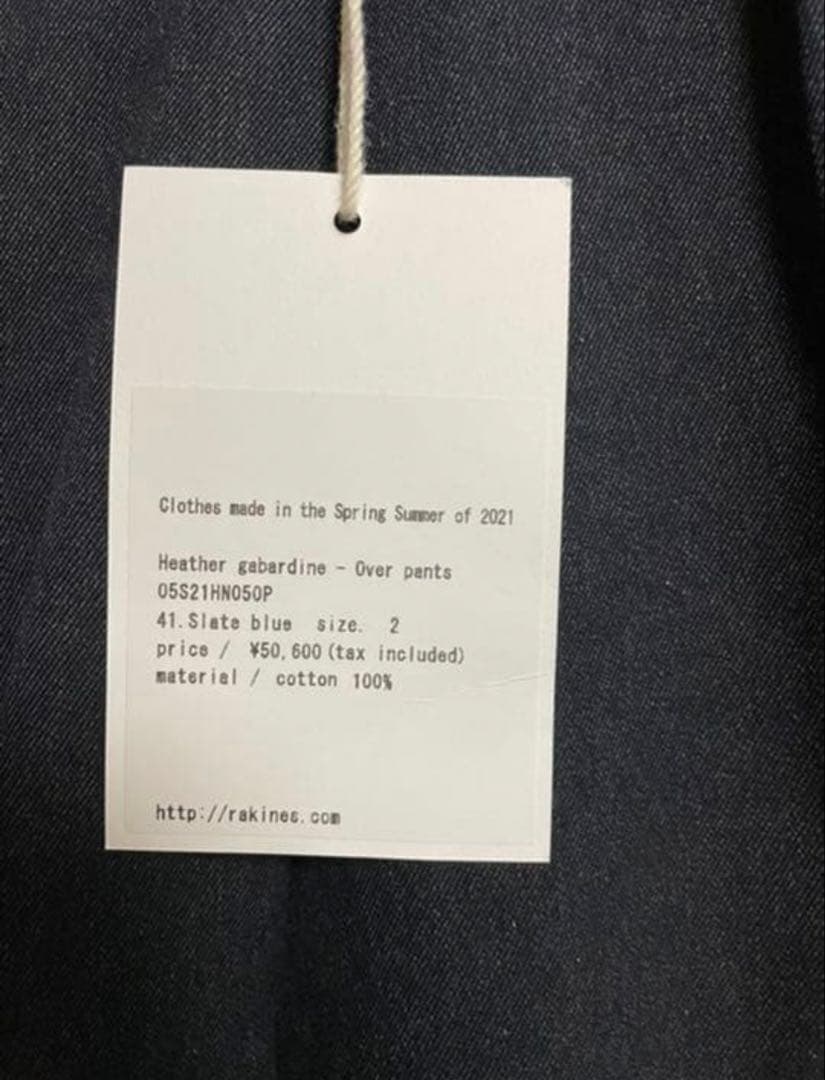 Clothes made in the Spring Summer of 2021
Heather gabardine - Over pants
05S21HN050P
41.Slate blue size. 2
price / ¥50,600(tax included)
material / cotton 100%
http://rakines.com